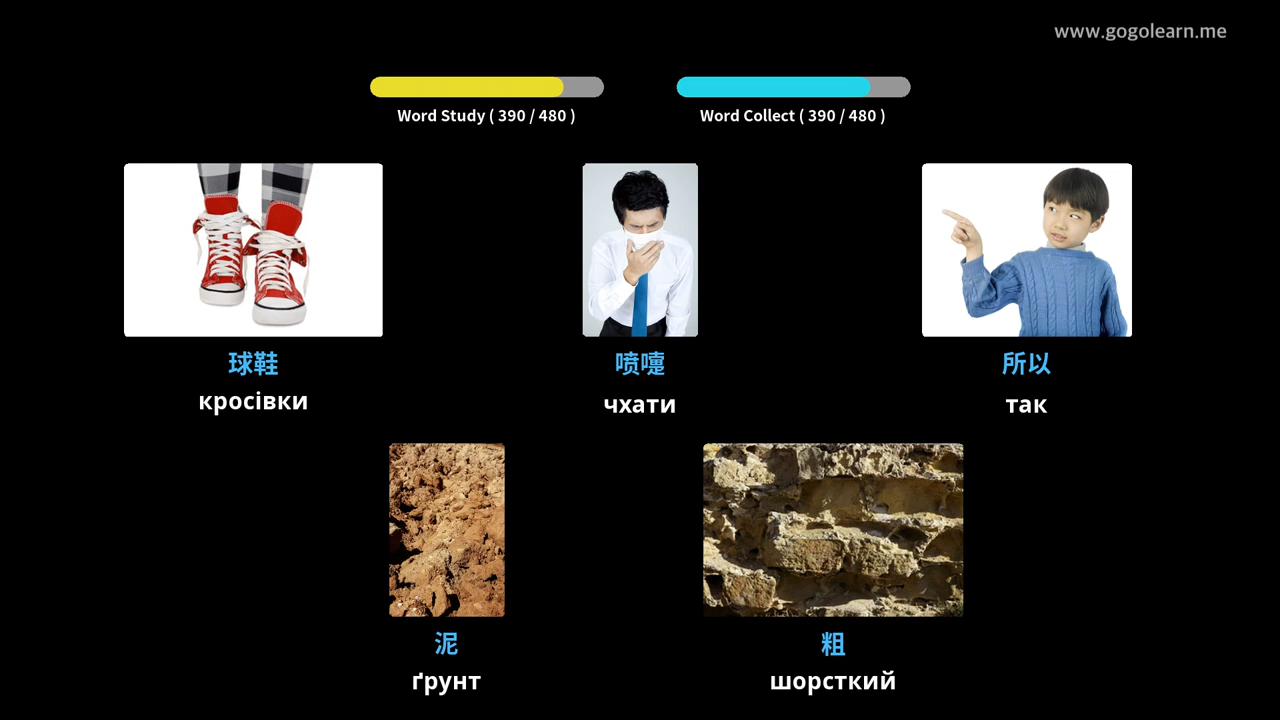 www.gogolearn.me
Word Study ( 390 / 480 )
Word Collect ( 390 / 480 )
球鞋
кросівки
喷嚏
чхати
所以
так
泥
ґрунт
粗
шорсткий